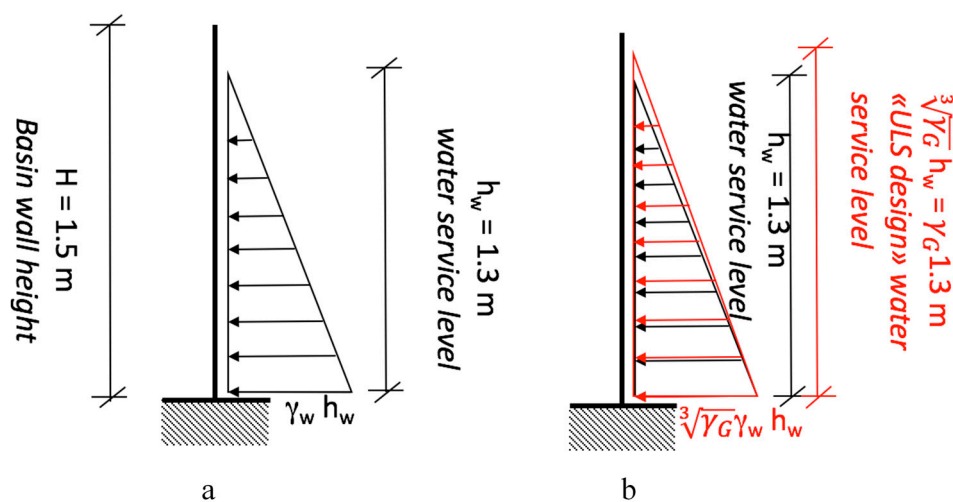 H = 1.5 m
Basin wall height
h_w = 1.3 m
water service level
γ_w h_w
a
h_w = 1.3 m
water service level
∛γ_G h_w = γ_G 1.3 m
«ULS design» water
service level
∛γ_G γ_w h_w
b